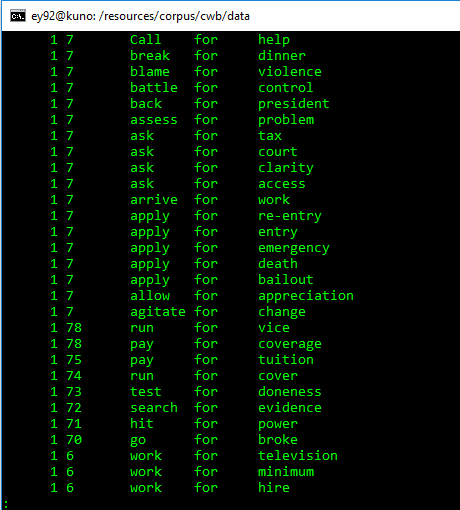 ey92@kuno: /resources/corpus/cwb/data
1 7 Call for help
1 7 break for dinner
1 7 blame for violence
1 7 battle for control
1 7 back for president
1 7 assess for problem
1 7 ask for tax
1 7 ask for court
1 7 ask for clarity
1 7 ask for access
1 7 arrive for work
1 7 apply for re-entry
1 7 apply for entry
1 7 apply for emergency
1 7 apply for death
1 7 apply for bailout
1 7 allow for appreciation
1 7 agitate for change
1 78 run for vice
1 78 pay for coverage
1 75 pay for tuition
1 74 run for cover
1 73 test for doneness
1 72 search for evidence
1 71 hit for power
1 70 go for broke
1 6 work for television
1 6 work for minimum
1 6 work for hire
: